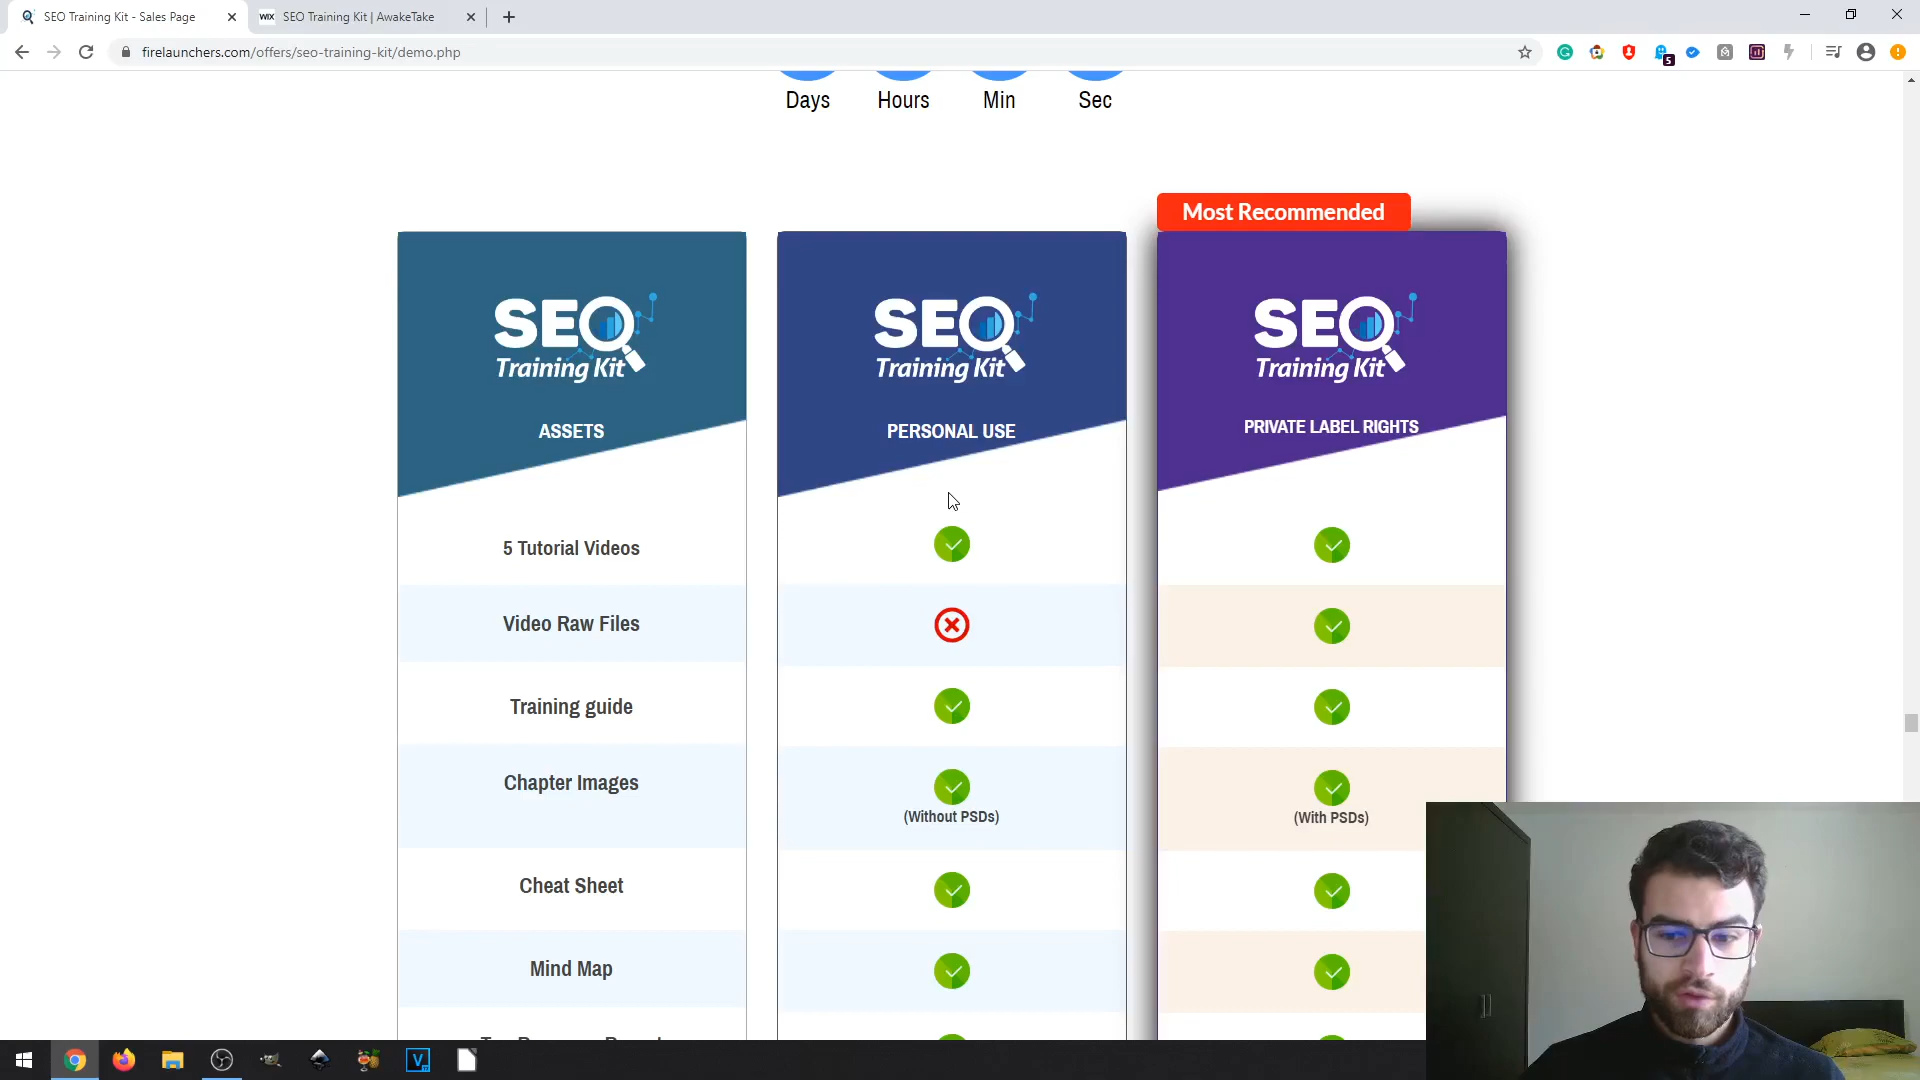 SEO Training Kit - Sales Page
WIX SEO Training Kit | AwakeTake
firelaunchers.com/offers/seo-training-kit/demo.php
5
Days Hours Min Sec
Most Recommended
SEO
Training Kit
ASSETS
SEO
Training Kit
PERSONAL USE
SEO
Training Kit
PRIVATE LABEL RIGHTS
5 Tutorial Videos
Video Raw Files
Training guide
Chapter Images
(Without PSDs)
(With PSDs)
Cheat Sheet
Mind Map
V